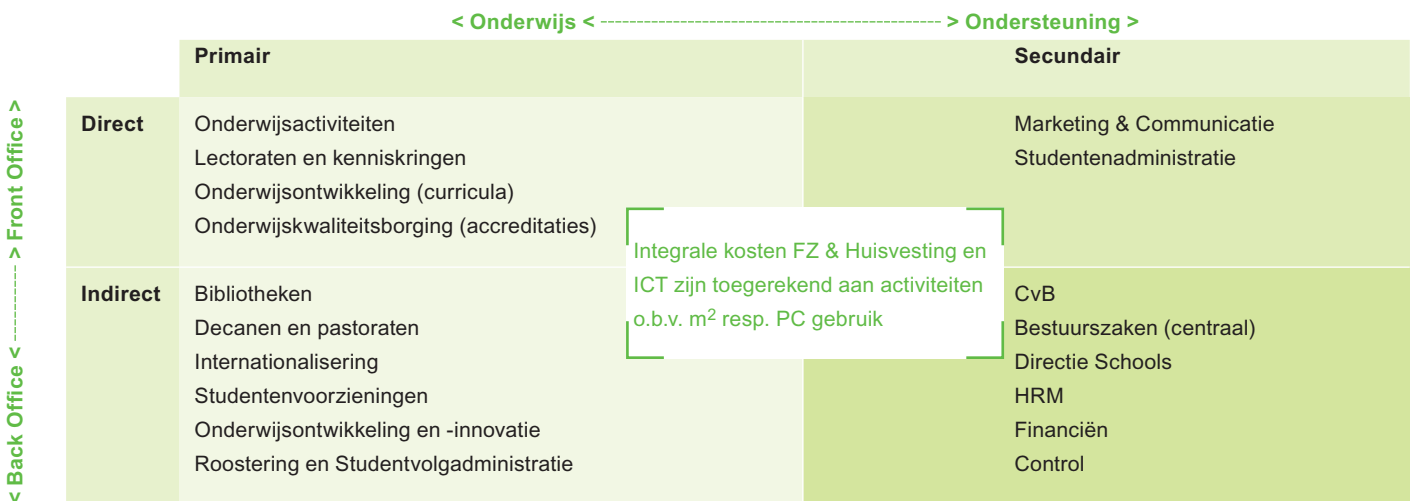 < Onderwijs < ------------------------------------------- > Ondersteuning >
Primair
Secundair
< Back Office < ---------- > Front Office >
Direct
Onderwijsactiviteiten
Lectoraten en kenniskringen
Onderwijsontwikkeling (curricula)
Onderwijskwaliteitsborging (accreditaties)
Marketing & Communicatie
Studentenadministratie
Integrale kosten FZ & Huisvesting en
ICT zijn toegerekend aan activiteiten
o.b.v. m² resp. PC gebruik
Indirect
Bibliotheken
Decanen en pastoraten
Internationalisering
Studentenvoorzieningen
Onderwijsontwikkeling en -innovatie
Roostering en Studentvolgadministratie
CvB
Bestuurszaken (centraal)
Directie Schools
HRM
Financiën
Control